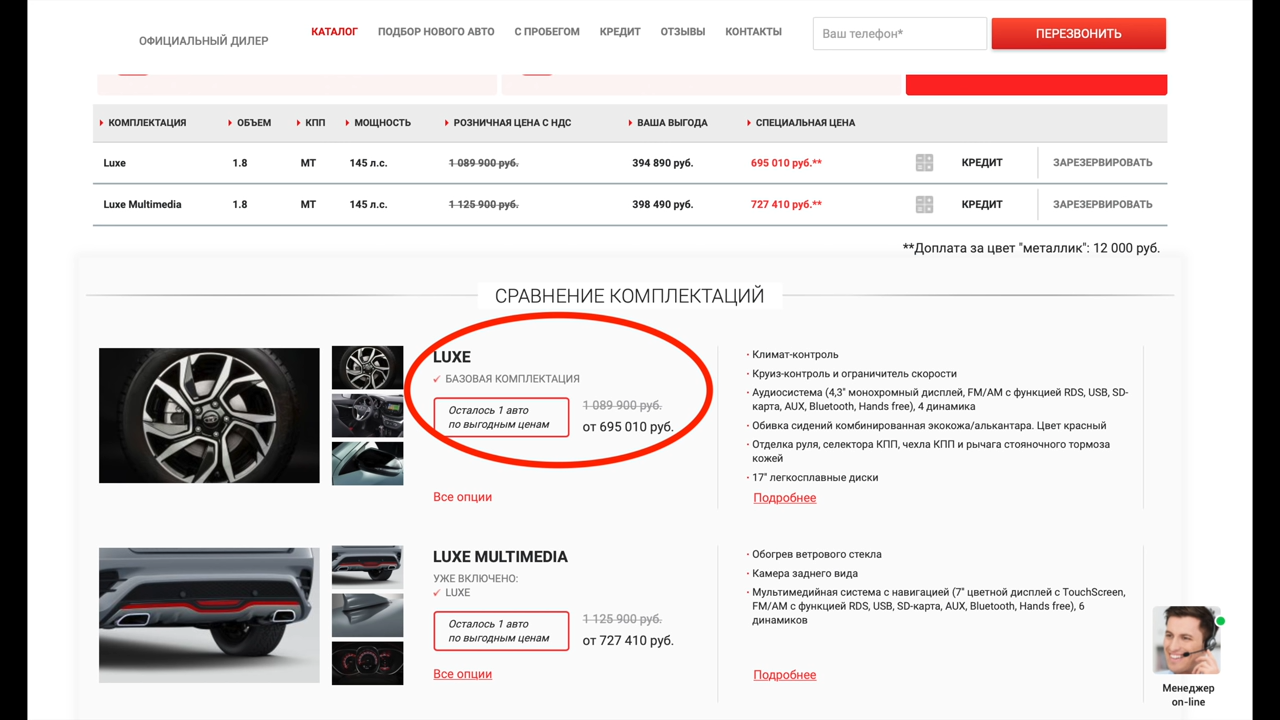 ОФИЦИАЛЬНЫЙ ДИЛЕР
КАТАЛОГ ПОДБОР НОВОГО АВТО С ПРОБЕГОМ КРЕДИТ ОТЗЫВЫ КОНТАКТЫ
Ваш телефон*
ПЕРЕЗВОНИТЬ
КОМПЛЕКТАЦИЯ ОБЪЕМ КПП МОЩНОСТЬ РОЗНИЧНАЯ ЦЕНА С НДС ВАША ВЫГОДА СПЕЦИАЛЬНАЯ ЦЕНА
Luxe 1.8 МТ 145 л.с. 1 089 900 руб. 394 890 руб. 695 010 руб.** КРЕДИТ ЗАРЕЗЕРВИРОВАТЬ
Luxe Multimedia 1.8 МТ 145 л.с. 1 125 900 руб. 398 490 руб. 727 410 руб.** КРЕДИТ ЗАРЕЗЕРВИРОВАТЬ
**Доплата за цвет "металлик": 12 000 руб.
СРАВНЕНИЕ КОМПЛЕКТАЦИЙ
LUXE
БАЗОВАЯ КОМПЛЕКТАЦИЯ
Осталось 1 авто
по выгодным ценам
1 089 900 руб.
от 695 010 руб.
Все опции
· Климат-контроль
· Круиз-контроль и ограничитель скорости
· Аудиосистема (4,3" монохромный дисплей, FM/AM с функцией RDS, USB, SD-
карта, AUX, Bluetooth, Hands free), 4 динамика
· Обивка сидений комбинированная экокожа/алькантара. Цвет красный
· Отделка руля, селектора КПП, чехла КПП и рычага стояночного тормоза
кожей
· 17" легкосплавные диски
Подробнее
LUXE MULTIMEDIA
УЖЕ ВКЛЮЧЕНО:
LUXE
Осталось 1 авто
по выгодным ценам
1 125 900 руб.
от 727 410 руб.
Все опции
· Обогрев ветрового стекла
· Камера заднего вида
· Мультимедийная система с навигацией (7" цветной дисплей с TouchScreen,
FM/AM с функцией RDS, USB, SD-карта, AUX, Bluetooth, Hands free), 6
динамиков
Подробнее
Менеджер
on-line